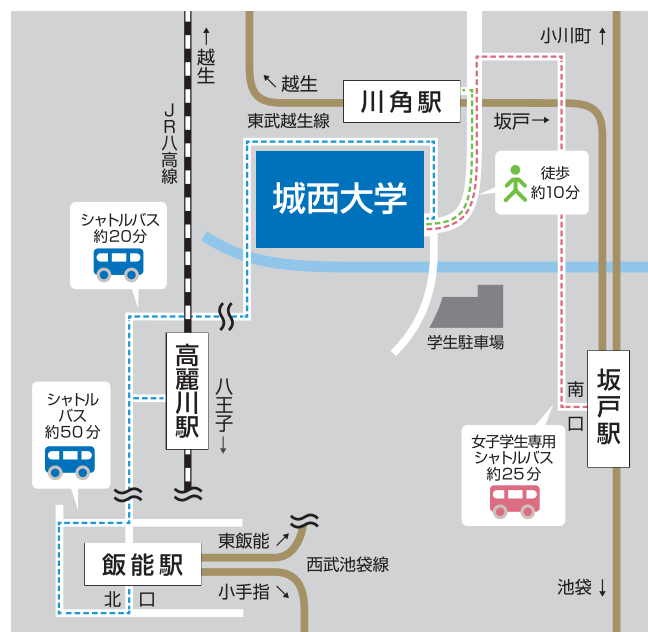 小川町
越生
越生
川角駅
東武越生線
坂戸
JR八高線
徒歩
約10分
城西大学
シャトルバス
約20分
学生駐車場
高麗川駅
八王子
南口
坂戸駅
シャトル
バス
約50分
女子学生専用
シャトルバス
約25分
東飯能
飯能駅
西武池袋線
北口
小手指
池袋